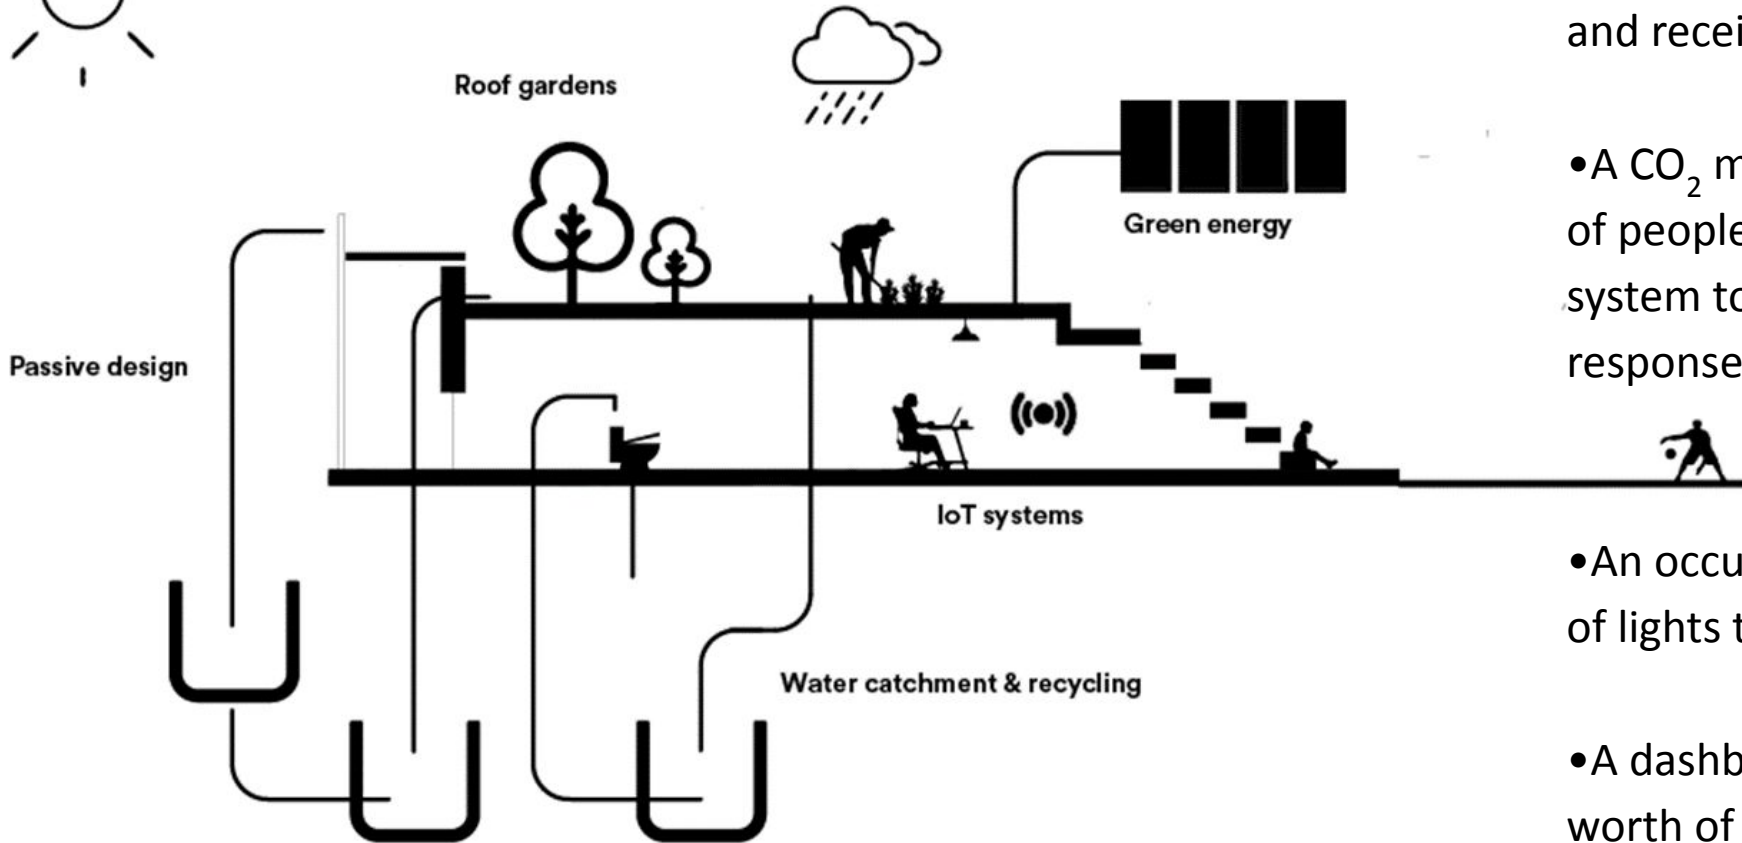 Roof gardens
Green energy
Passive design
IoT systems
Water catchment & recycling
and recei
•A CO₂ m
of people
system to
response
•An occu
of lights t
•A dashb
worth of